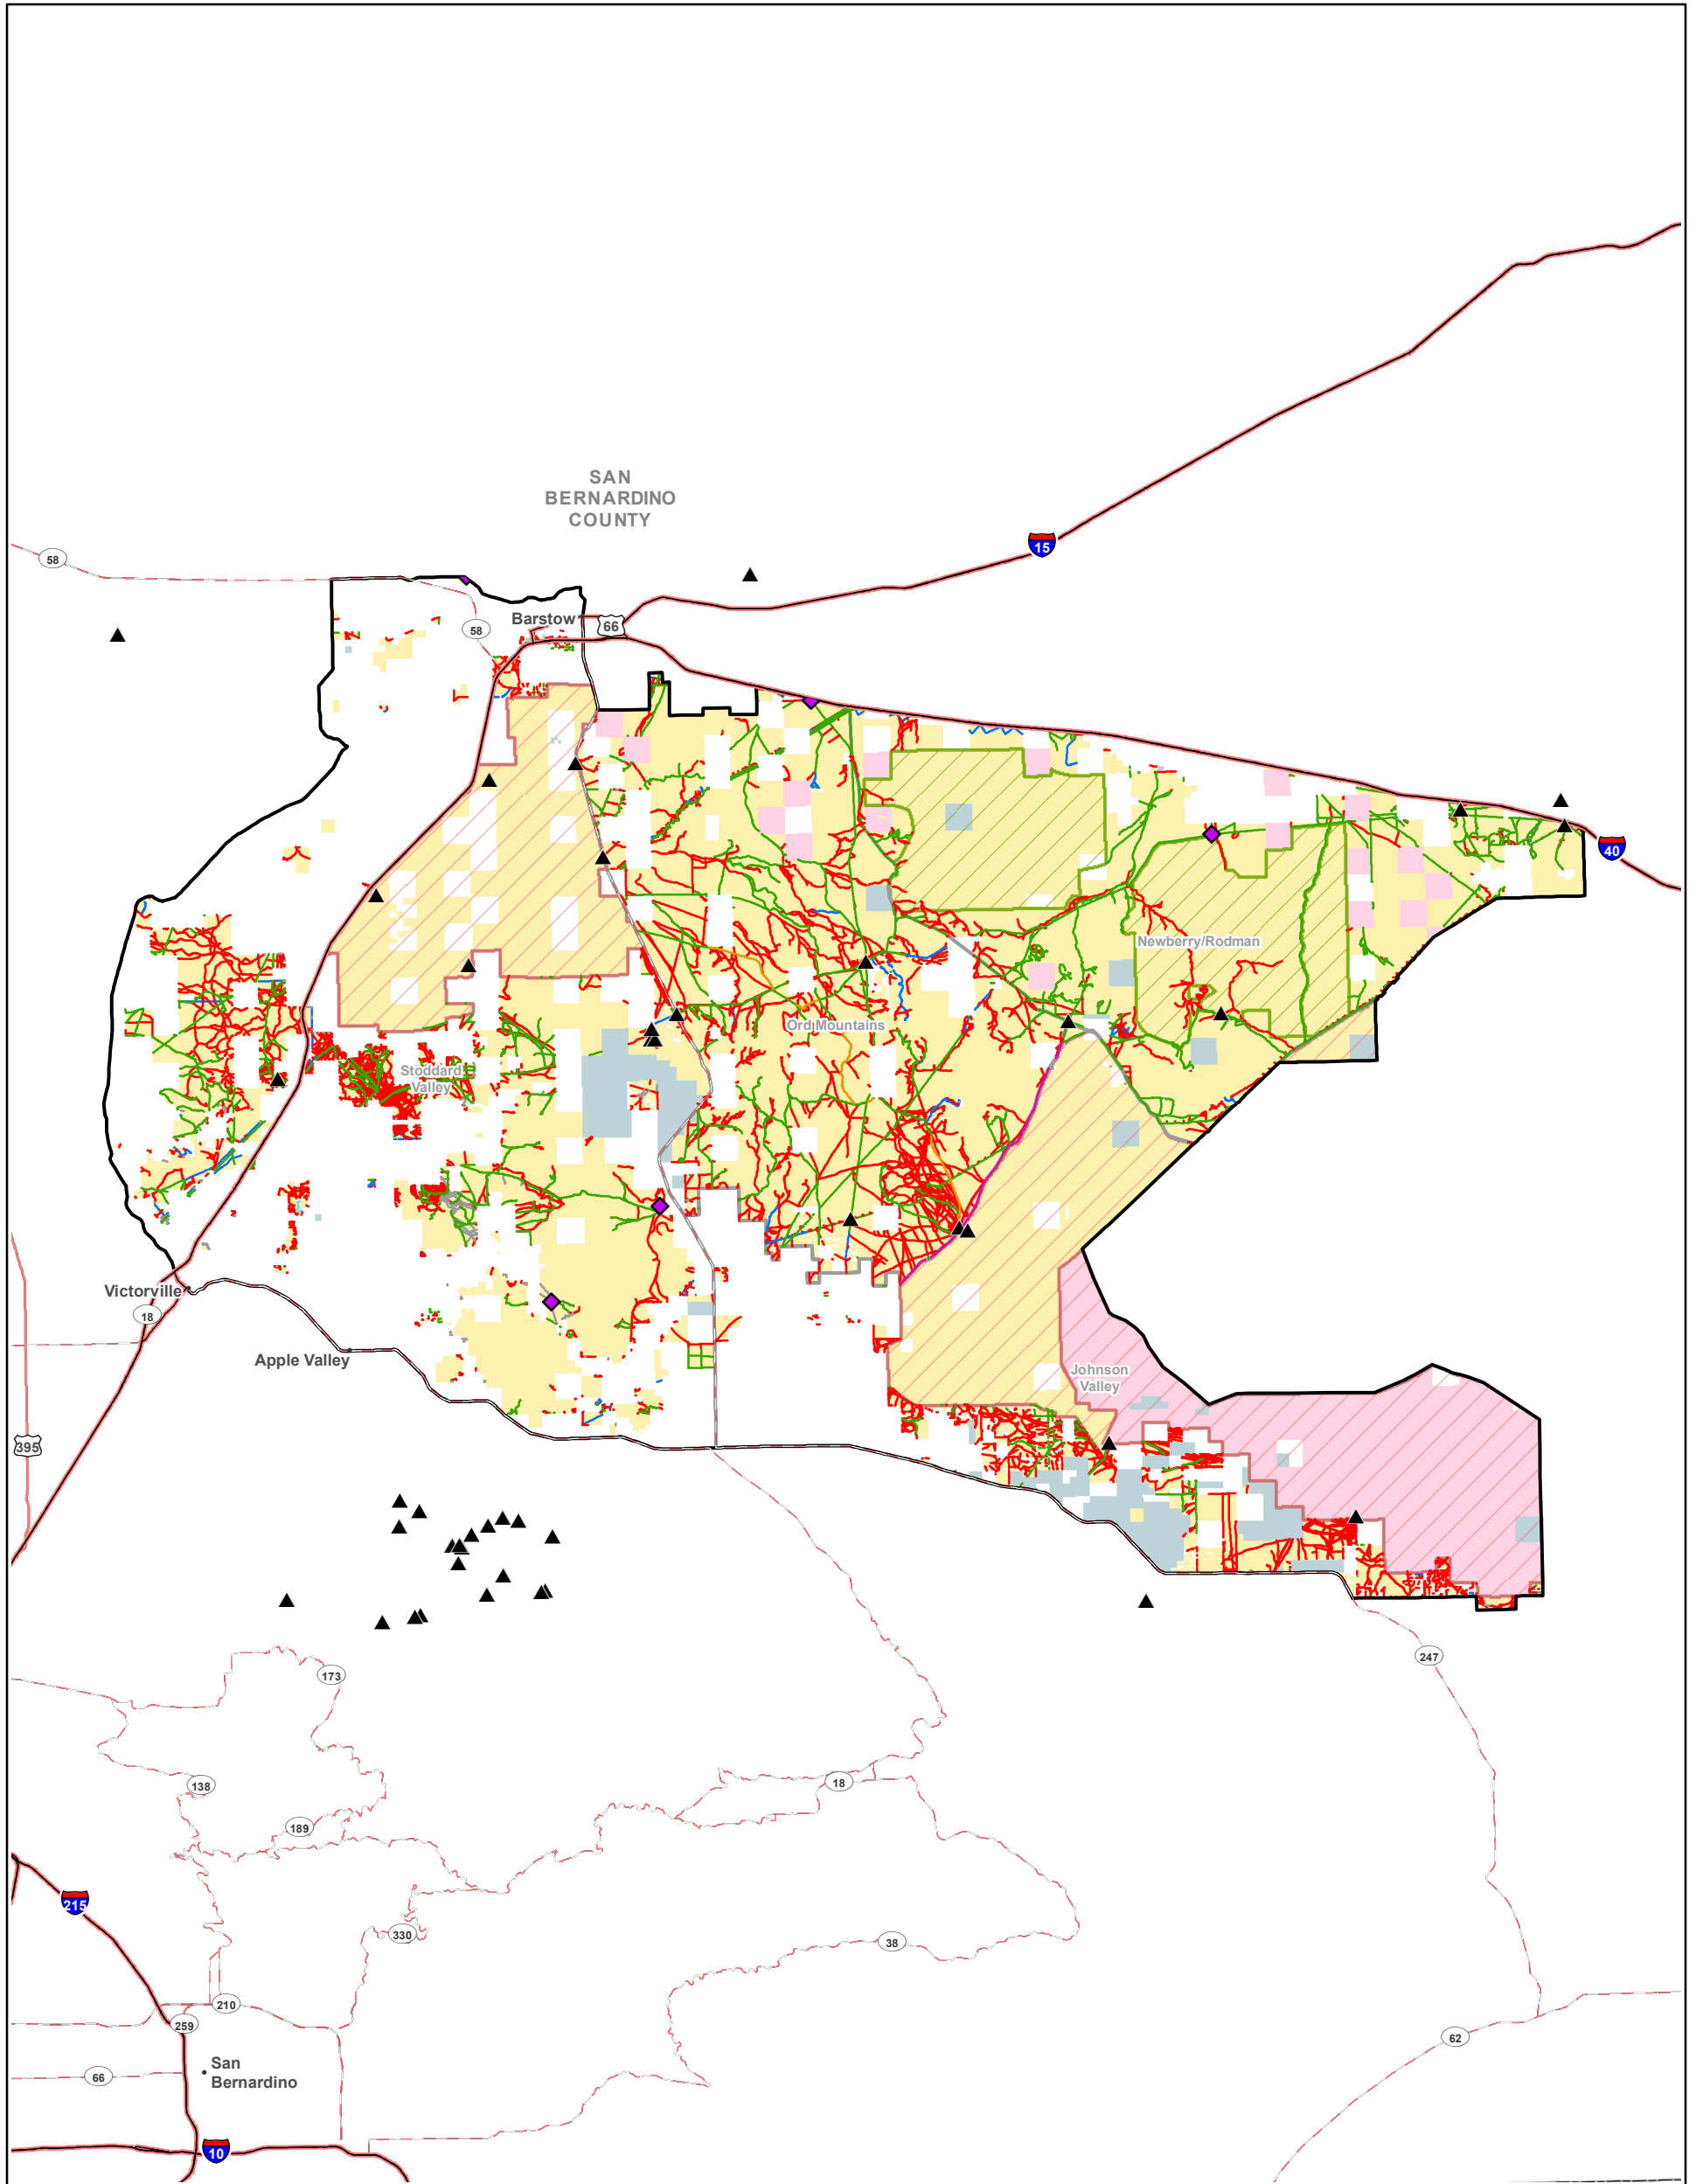 SAN
BERNARDINO
COUNTY
15
58
58
Barstow
66
40
Newberry/Rodman
Ord Mountains
Stoddard
Valley
Victorville
18
Apple Valley
Johnson
Valley
395
247
173
138
18
189
215
330
38
210
259
62
66
San
Bernardino
10